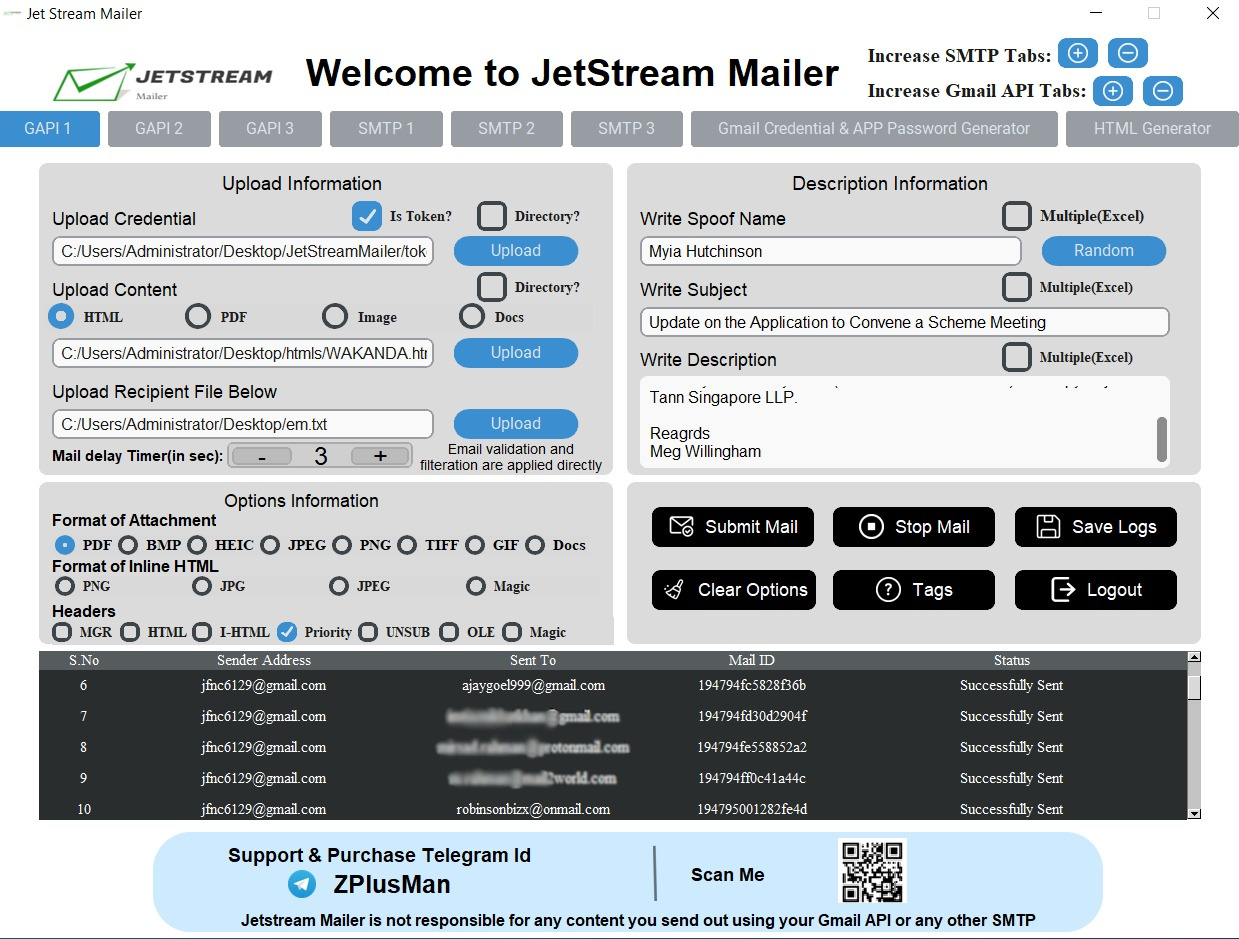 Jet Stream Mailer
JETSTREAM
Mailer
Welcome to JetStream Mailer
Increase SMTP Tabs:
Increase Gmail API Tabs:
GAPI 1 GAPI 2 GAPI 3 SMTP 1 SMTP 2 SMTP 3 Gmail Credential & APP Password Generator HTML Generator
Upload Information
Upload Credential Is Token? Directory?
C:/Users/Administrator/Desktop/JetStreamMailer/tok Upload
Upload Content Directory?
HTML PDF Image Docs
C:/Users/Administrator/Desktop/htmls/WAKANDA.htr Upload
Upload Recipient File Below
C:/Users/Administrator/Desktop/em.txt Upload
Mail delay Timer(in sec): - 3 + Email validation and
filteration are applied directly
Description Information
Write Spoof Name Multiple(Excel)
Myia Hutchinson Random
Write Subject Multiple(Excel)
Update on the Application to Convene a Scheme Meeting
Write Description Multiple(Excel)
Tann Singapore LLP.
Reagrds
Meg Willingham
Options Information
Format of Attachment
PDF BMP HEIC JPEG PNG TIFF GIF Docs
Format of Inline HTML
PNG JPG JPEG Magic
Headers
MGR HTML I-HTML Priority UNSUB OLE Magic
Submit Mail Stop Mail Save Logs
Clear Options Tags Logout
S.No Sender Address Sent To Mail ID Status
6 jfnc6129@gmail.com ajaygoel999@gmail.com 194794fc5828f36b Successfully Sent
7 jfnc6129@gmail.com @gmail.com 194794fd30d2904f Successfully Sent
8 jfnc6129@gmail.com @protonmail.com 194794fe558852a2 Successfully Sent
9 jfnc6129@gmail.com @mail2world.com 194794ff0c41a44c Successfully Sent
10 jfnc6129@gmail.com robinsonbizx@onmail.com 194795001282fe4d Successfully Sent
Support & Purchase Telegram Id
ZPlusMan
Scan Me
Jetstream Mailer is not responsible for any content you send out using your Gmail API or any other SMTP